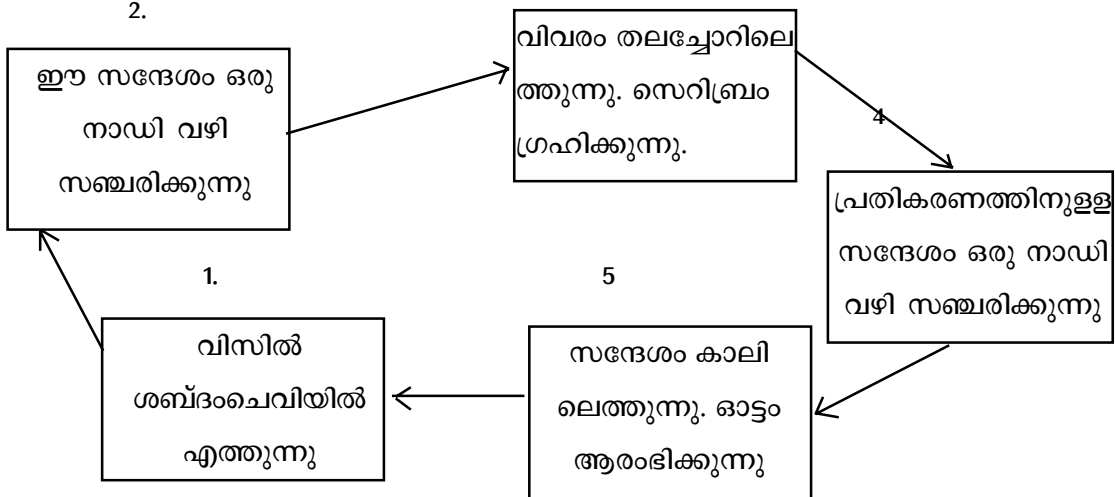 2.
ഈ സന്ദേശം ഒരു
നാഡി വഴി
സഞ്ചരിക്കുന്നു
വിവരം തലച്ചോറിലെ
ത്തുന്നു. സെറിബ്രം
ഗ്രഹിക്കുന്നു.
4
പ്രതികരണത്തിനുളള
സന്ദേശം ഒരു നാഡി
വഴി സഞ്ചരിക്കുന്നു
1.
വിസിൽ
ശബ്ദംചെവിയിൽ
എത്തുന്നു
5
സന്ദേശം കാലി
ലെത്തുന്നു. ഓട്ടം
ആരംഭിക്കുന്നു